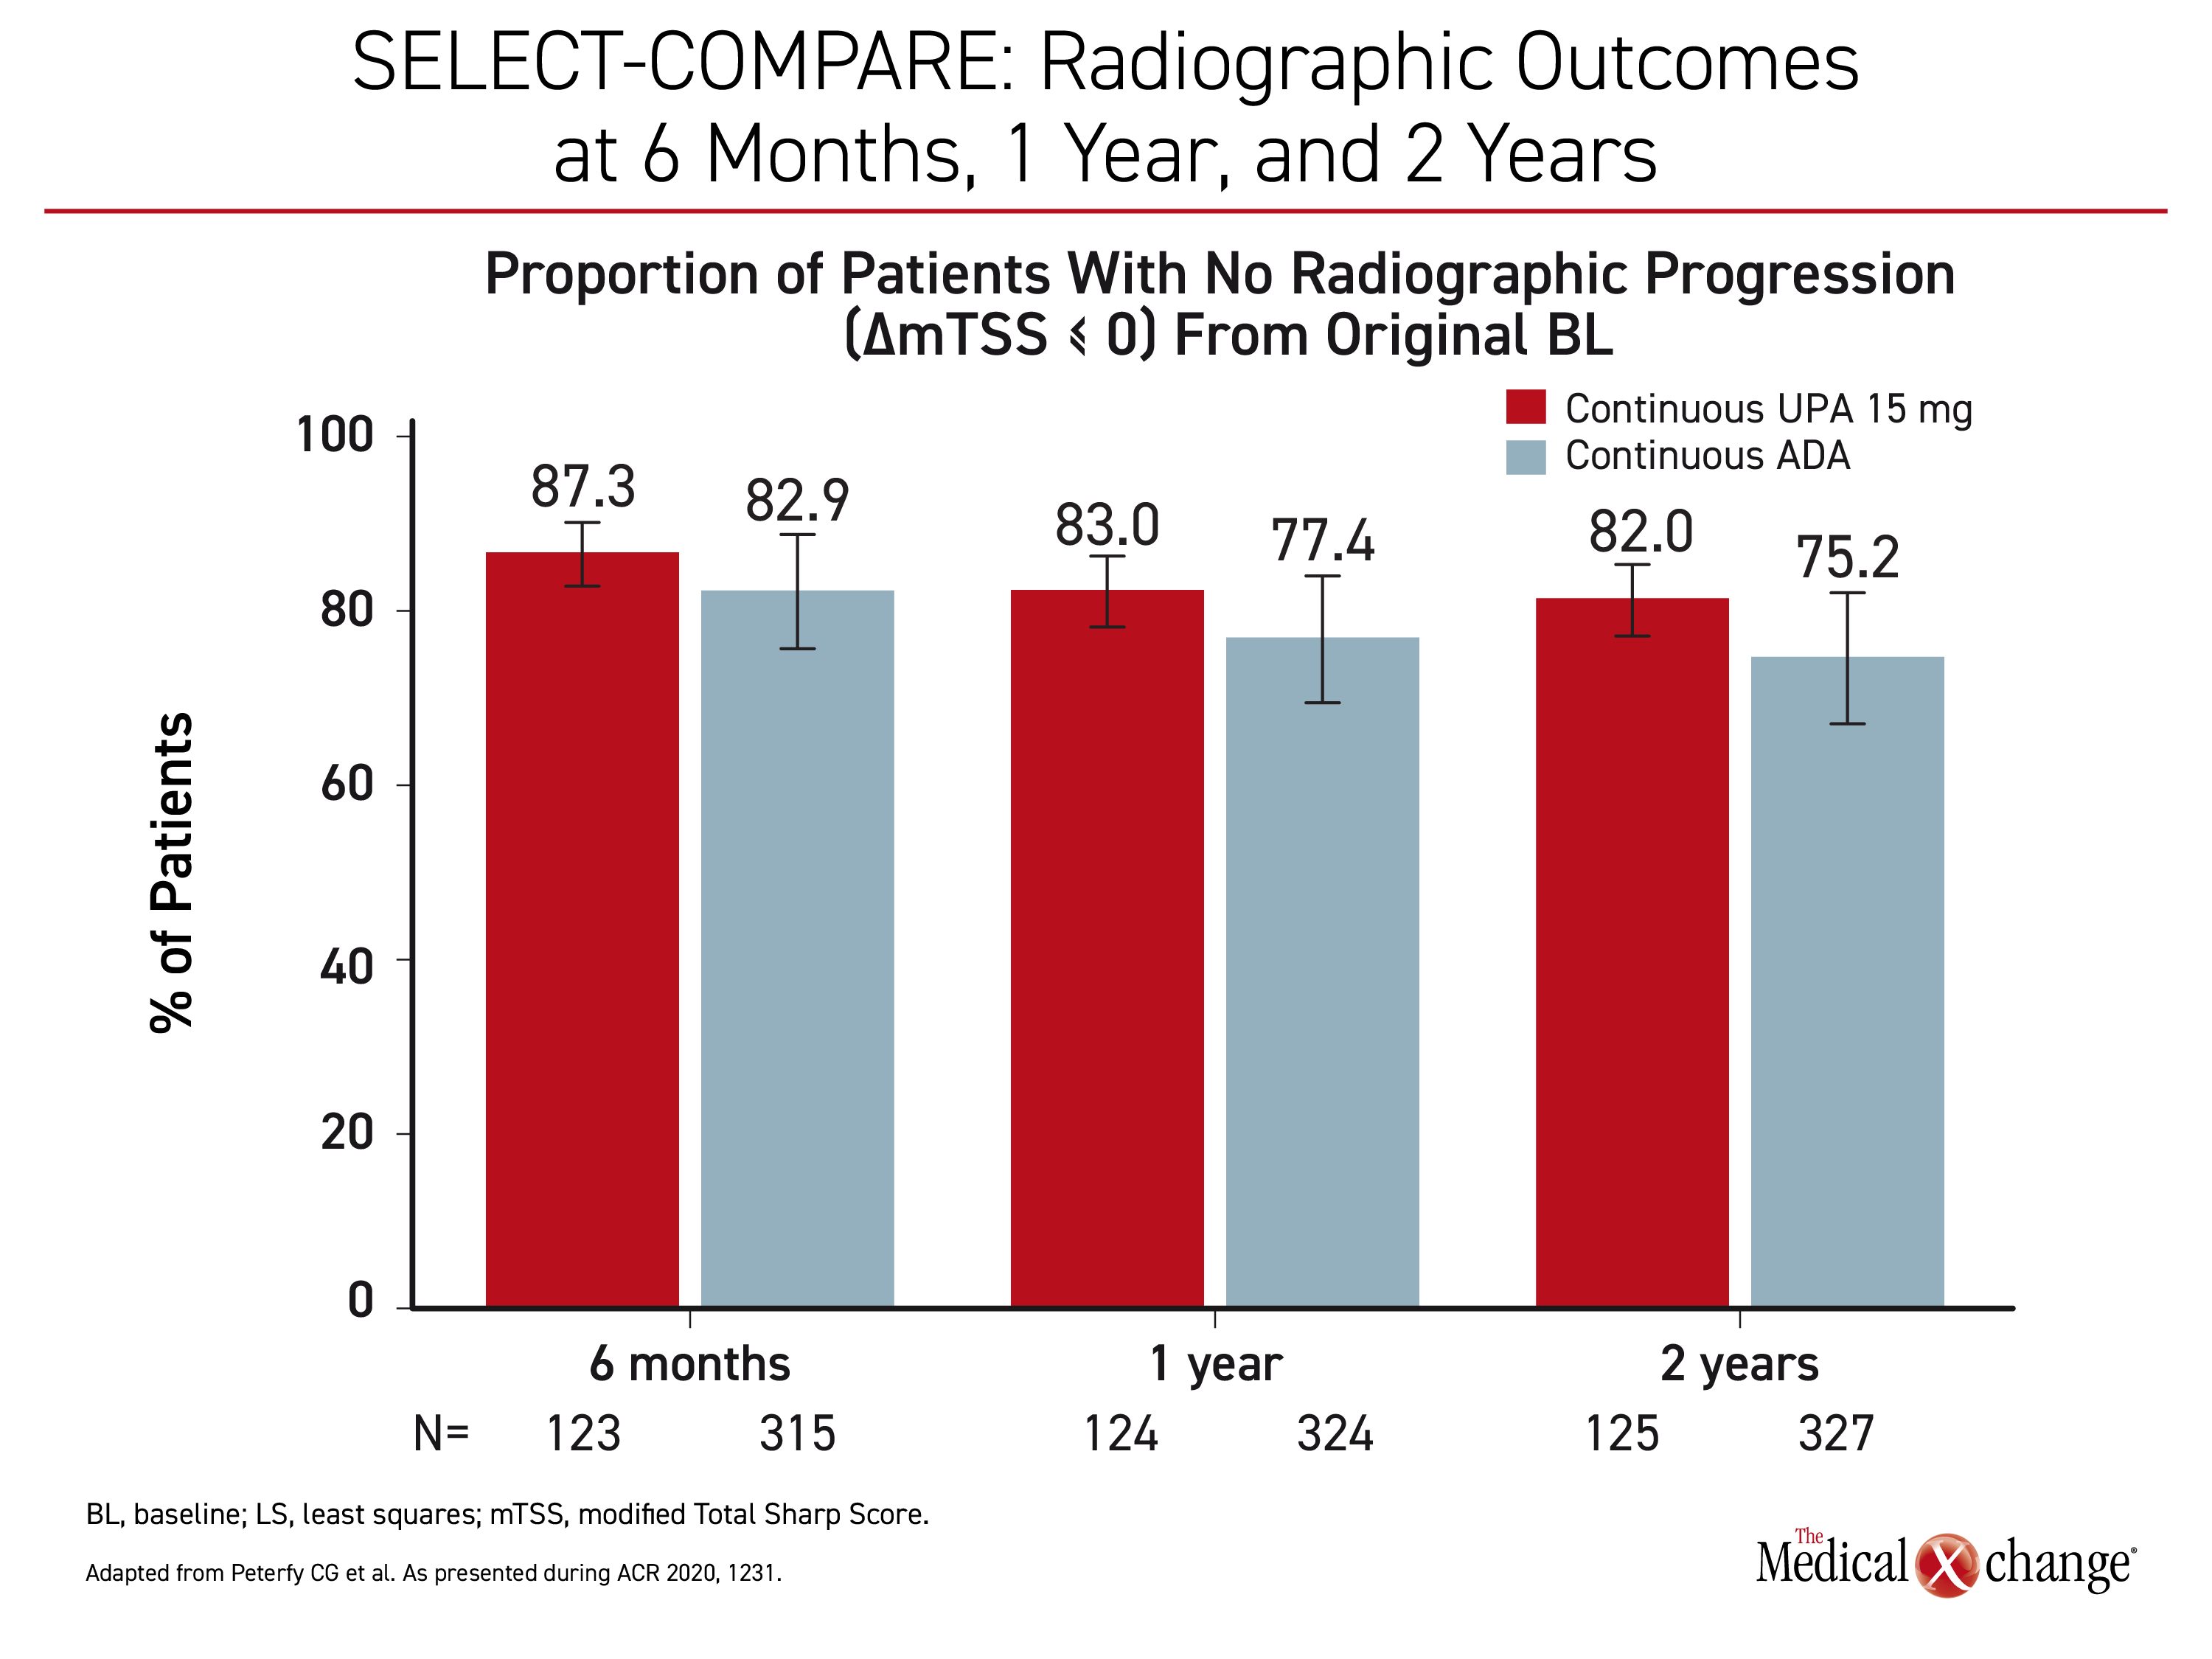 SELECT-COMPARE: Radiographic Outcomes
at 6 Months, 1 Year, and 2 Years
Proportion of Patients With No Radiographic Progression
(ΔmTSS ≤ 0) From Original BL
Continuous UPA 15 mg
Continuous ADA
% of Patients
100
80
60
40
20
0
87.3
82.9
83.0
77.4
82.0
75.2
6 months
1 year
2 years
N= 123 315 124 324 125 327
BL, baseline; LS, least squares; mTSS, modified Total Sharp Score.
Adapted from Peterfy CG et al. As presented during ACR 2020, 1231.
The
Medical Xchange®